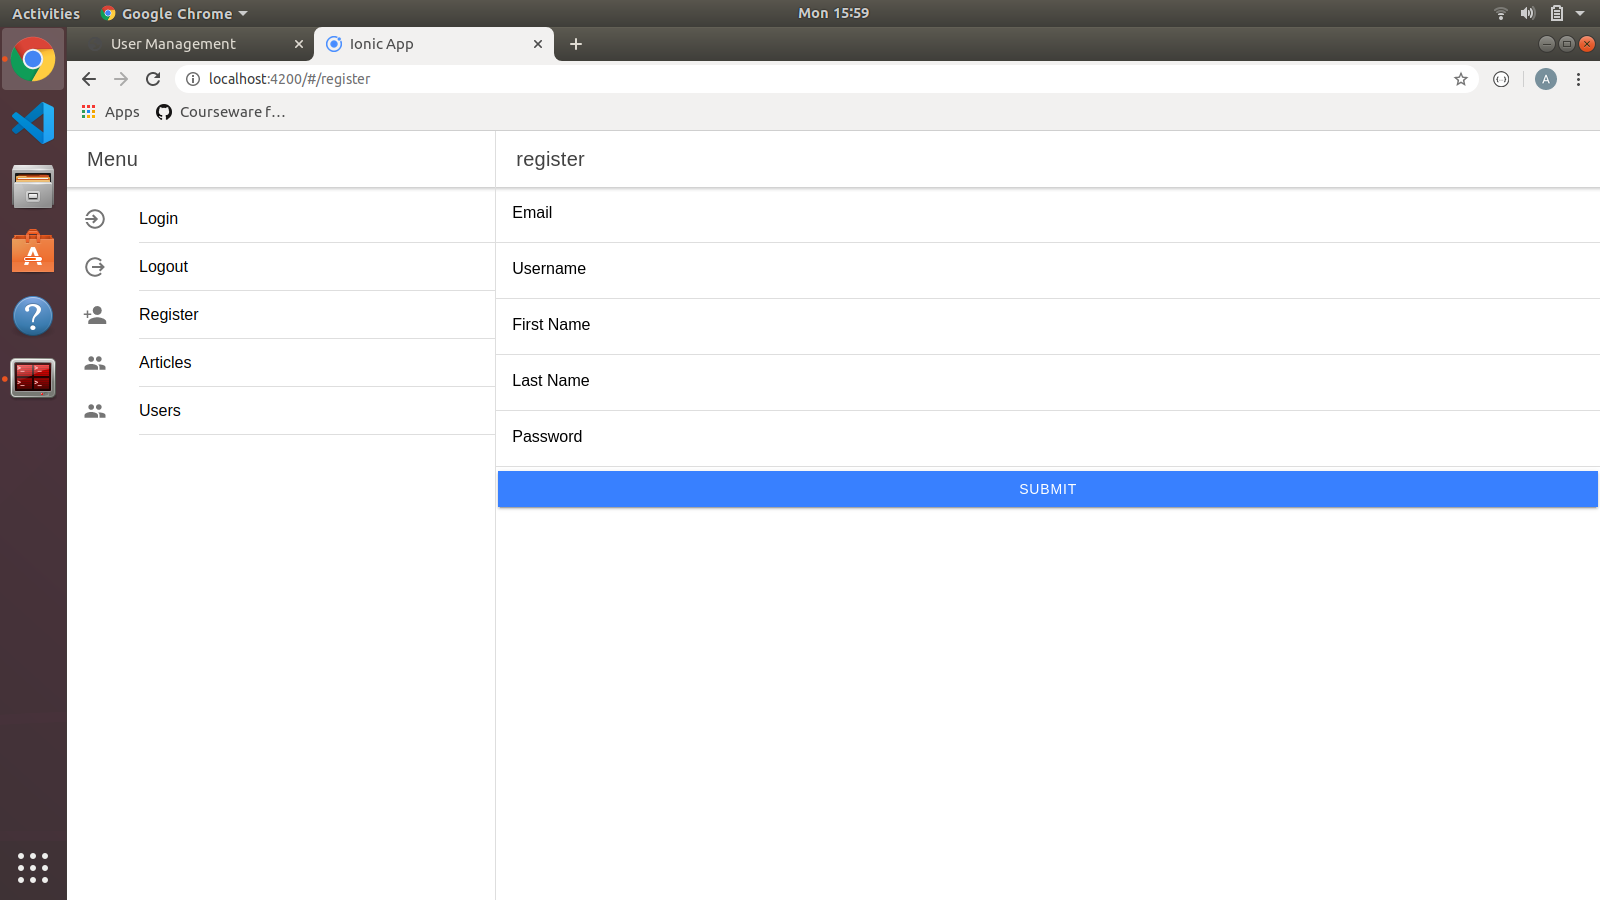 Activities Google Chrome Mon 15:59
User Management Ionic App
localhost:4200/#/register A
Apps Courseware f...
Menu register
Login
Logout
Register
Articles
Users
Email
Username
First Name
Last Name
Password
SUBMIT